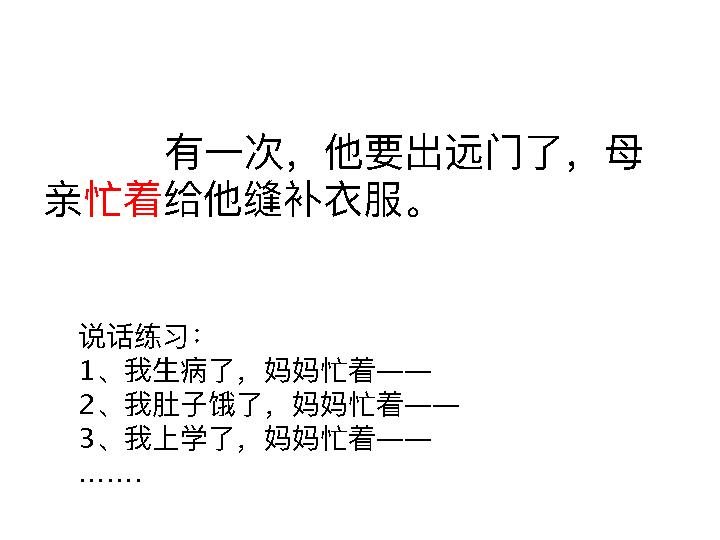 有一次，他要出远门了，母
亲忙着给他缝补衣服。
说话练习：
1、我生病了，妈妈忙着——
2、我肚子饿了，妈妈忙着——
3、我上学了，妈妈忙着——
…….